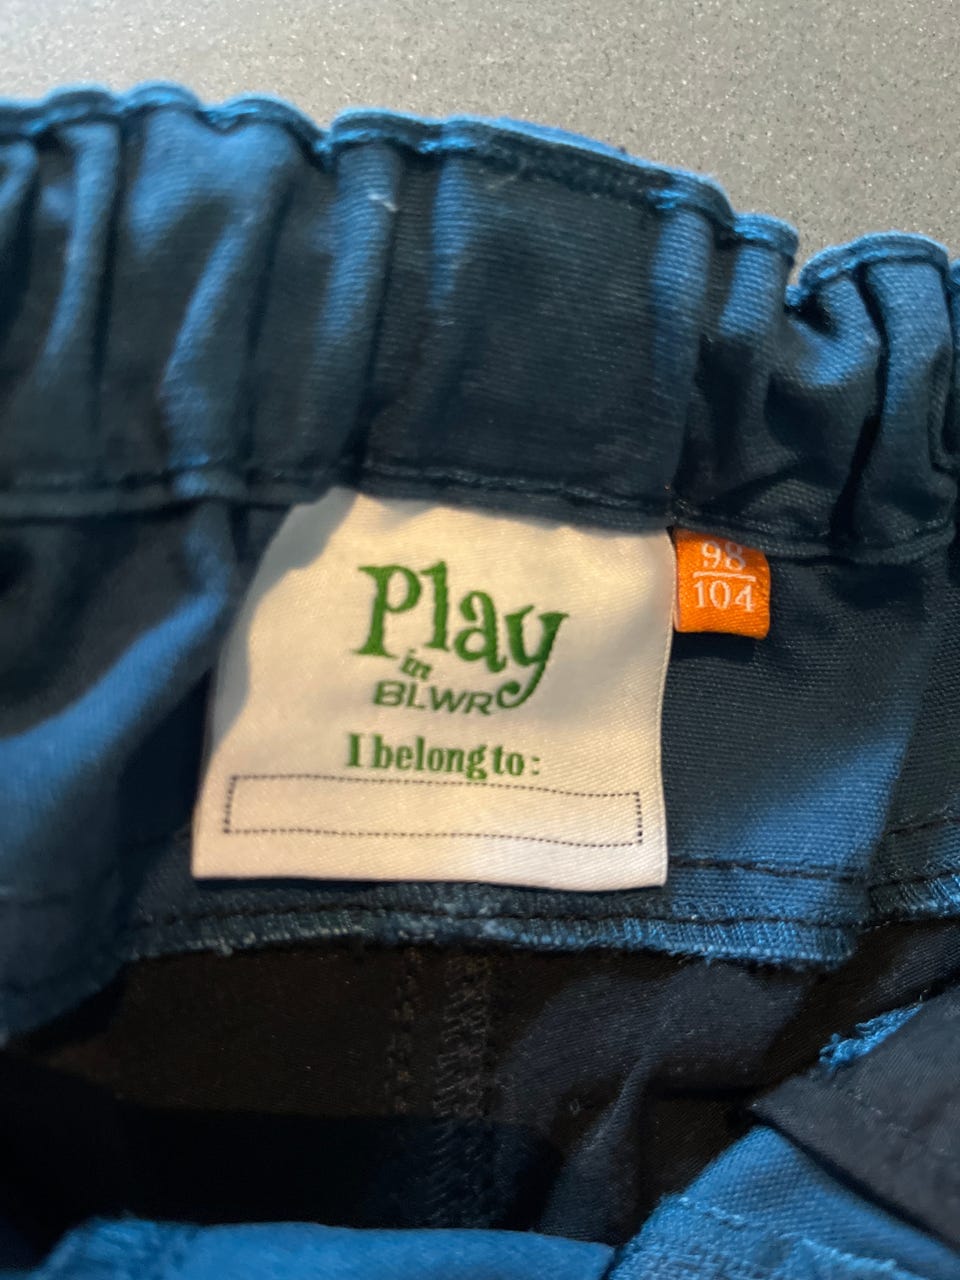 Play
in
BLWR
I belong to:
98
104